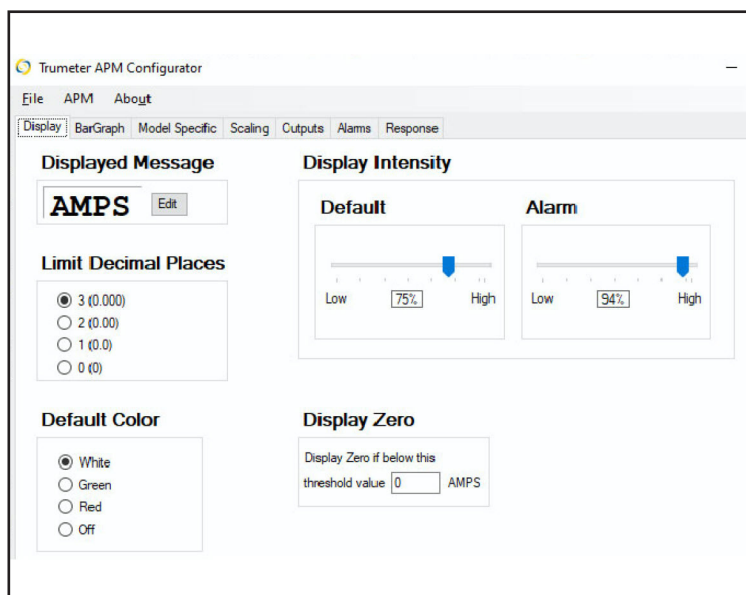 Trumeter APM Configurator
File APM About
Display BarGraph Model Specific Scaling Outputs Alarms Response
Displayed Message
AMPS Edit
Limit Decimal Places
3 (0.000)
2 (0.00)
1 (0.0)
0 (0)
Default Color
White
Green
Red
Off
Display Intensity
Default
Low 75% High
Alarm
Low 94% High
Display Zero
Display Zero if below this
threshold value 0 AMPS